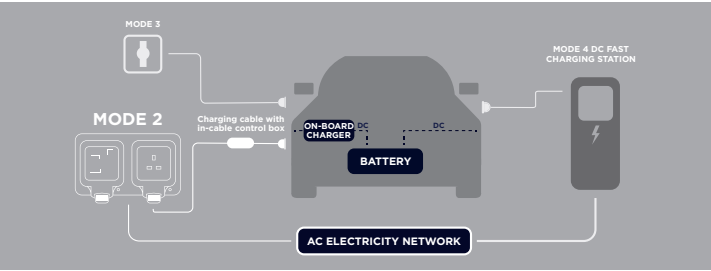 MODE 3
MODE 4 DC FAST
CHARGING STATION
MODE 2
Charging cable with
in-cable control box
ON-BOARD
CHARGER
DC
DC
BATTERY
AC ELECTRICITY NETWORK